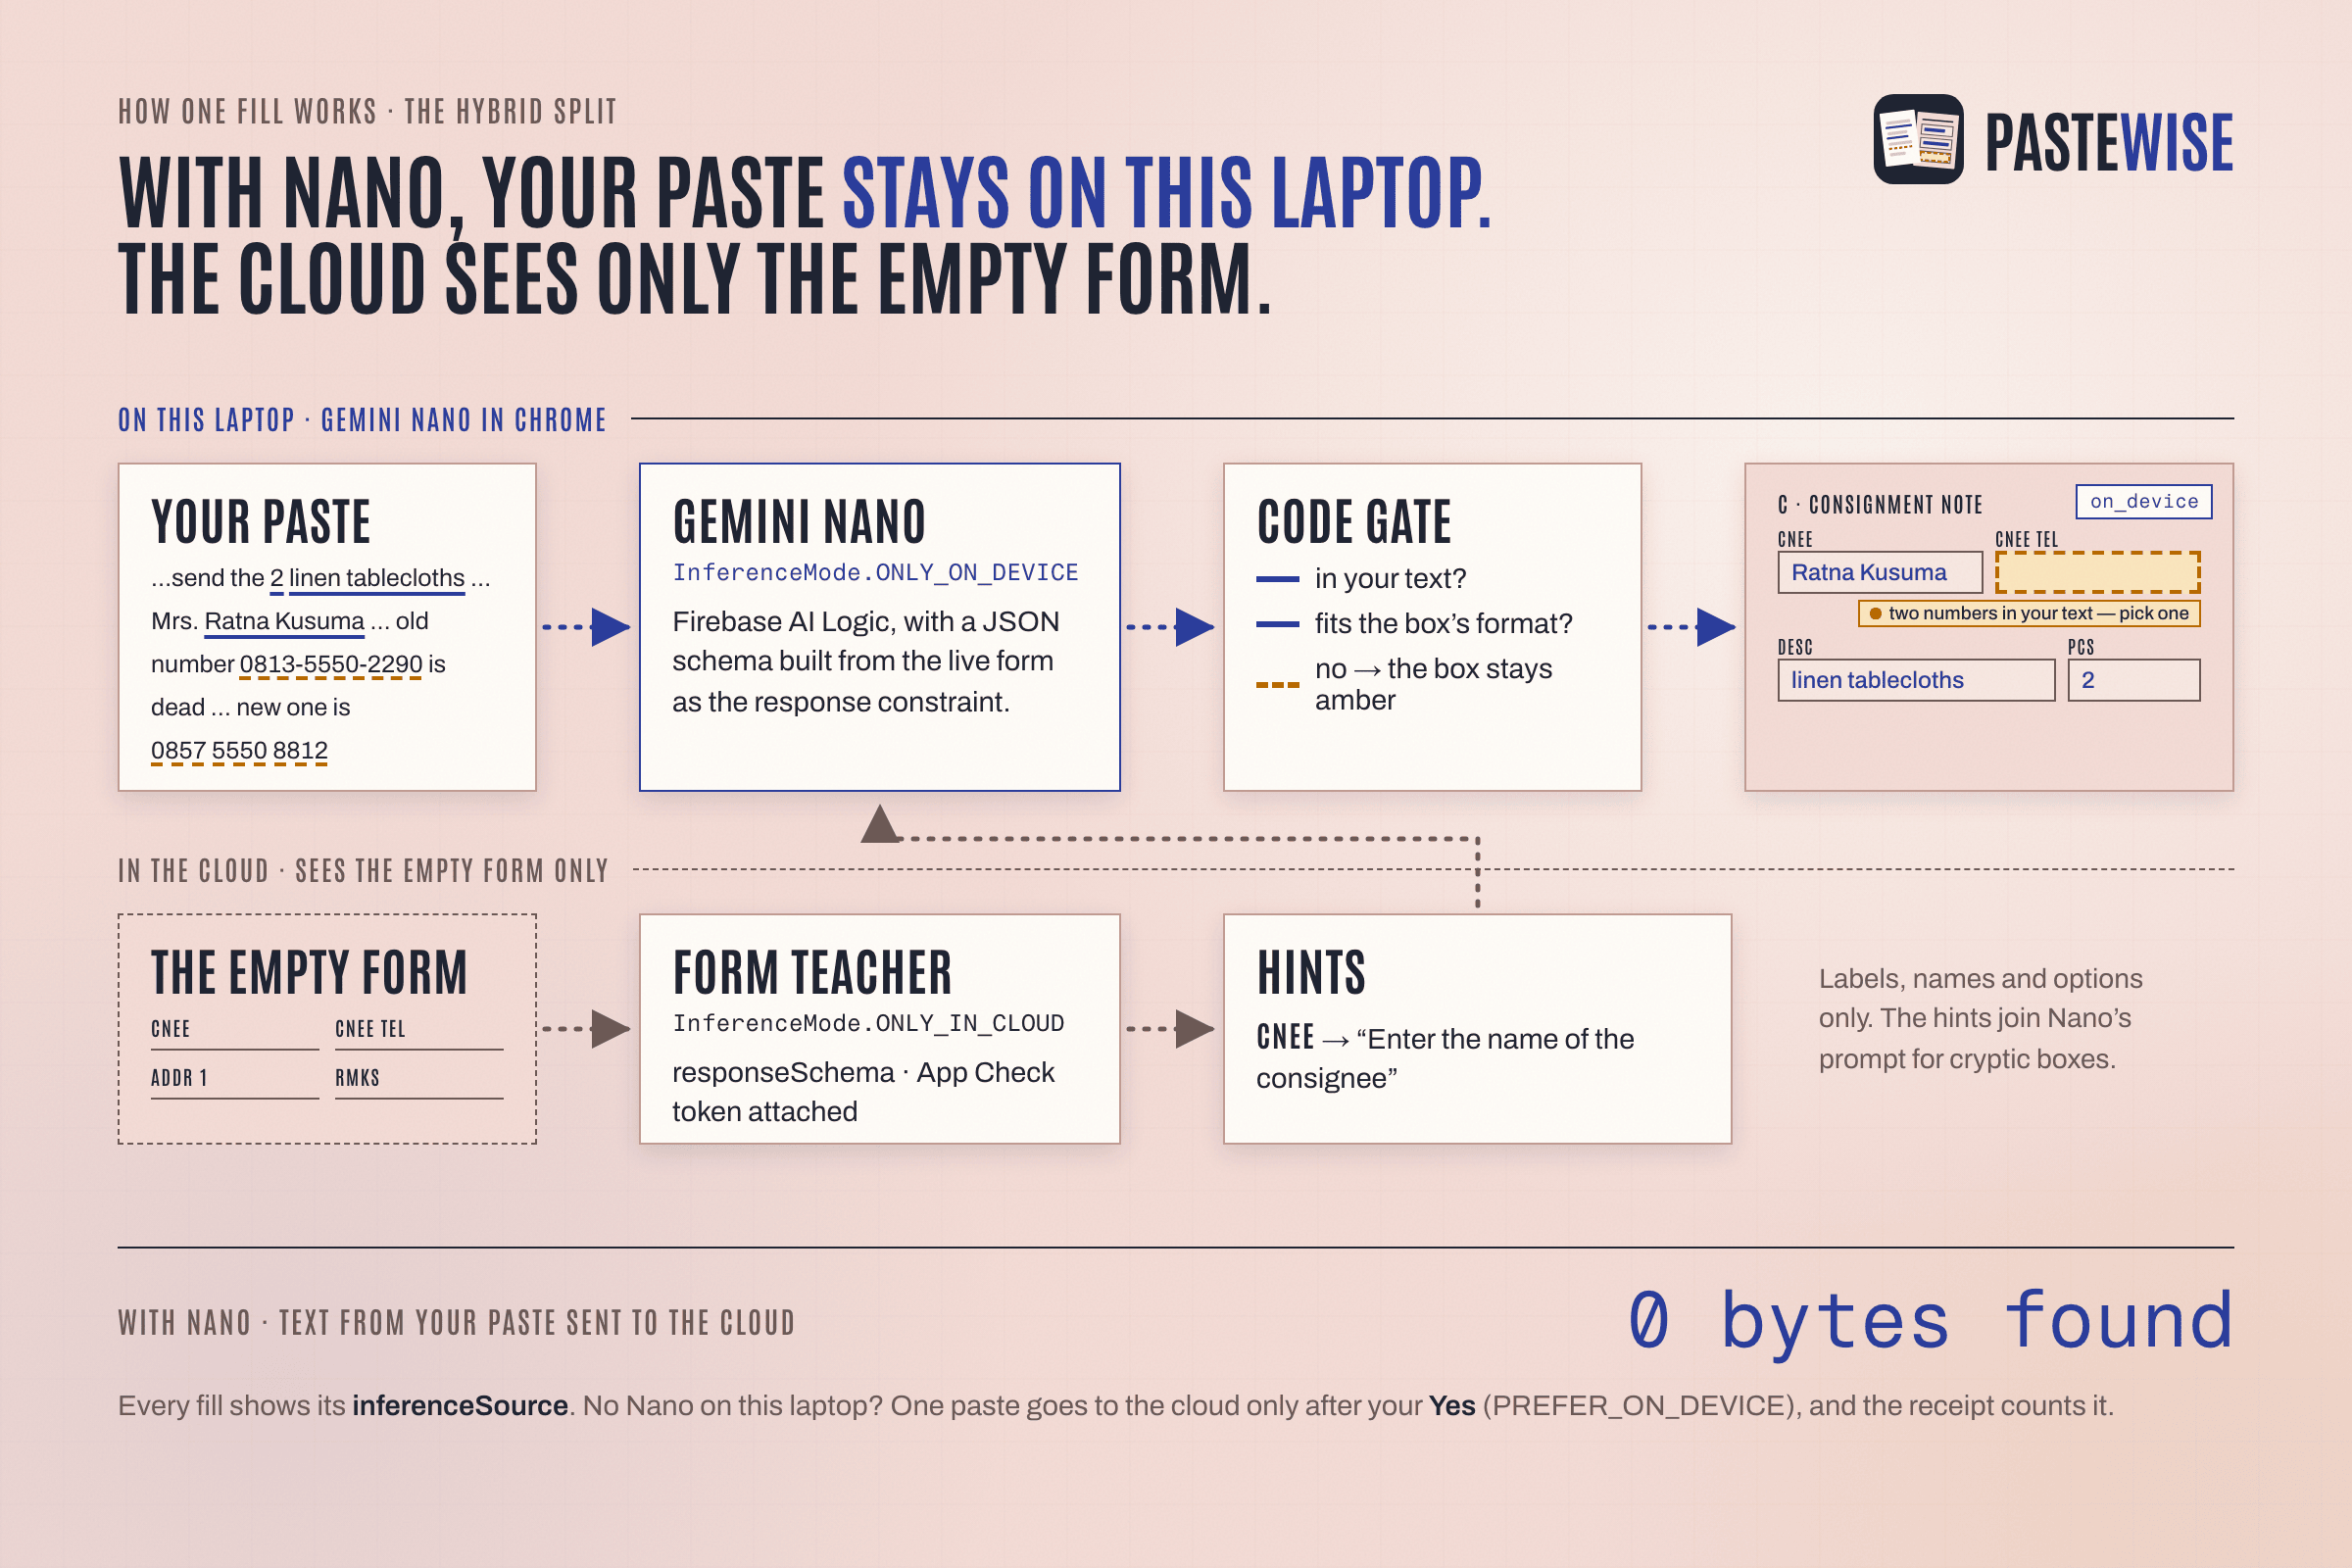 HOW ONE FILL WORKS · THE HYBRID SPLIT
PASTEWISE
WITH NANO, YOUR PASTE STAYS ON THIS LAPTOP.
THE CLOUD SEES ONLY THE EMPTY FORM.
ON THIS LAPTOP · GEMINI NANO IN CHROME
YOUR PASTE
...send the 2 linen tablecloths ...
Mrs. Ratna Kusuma ... old
number 0813-5550-2290 is
dead ... new one is
0857 5550 8812
GEMINI NANO
InferenceMode.ONLY_ON_DEVICE
Firebase AI Logic, with a JSON
schema built from the live form
as the response constraint.
CODE GATE
in your text?
fits the box’s format?
no → the box stays
amber
C · CONSIGNMENT NOTE
on_device
CNEE
CNEE TEL
Ratna Kusuma
two numbers in your text — pick one
DESC
PCS
linen tablecloths
2
IN THE CLOUD · SEES THE EMPTY FORM ONLY
THE EMPTY FORM
CNEE
CNEE TEL
ADDR 1
RMKS
FORM TEACHER
InferenceMode.ONLY_IN_CLOUD
responseSchema · App Check
token attached
HINTS
CNEE → “Enter the name of the
consignee”
Labels, names and options
only. The hints join Nano’s
prompt for cryptic boxes.
WITH NANO · TEXT FROM YOUR PASTE SENT TO THE CLOUD
0 bytes found
Every fill shows its inferenceSource. No Nano on this laptop? One paste goes to the cloud only after your Yes (PREFER_ON_DEVICE), and the receipt counts it.